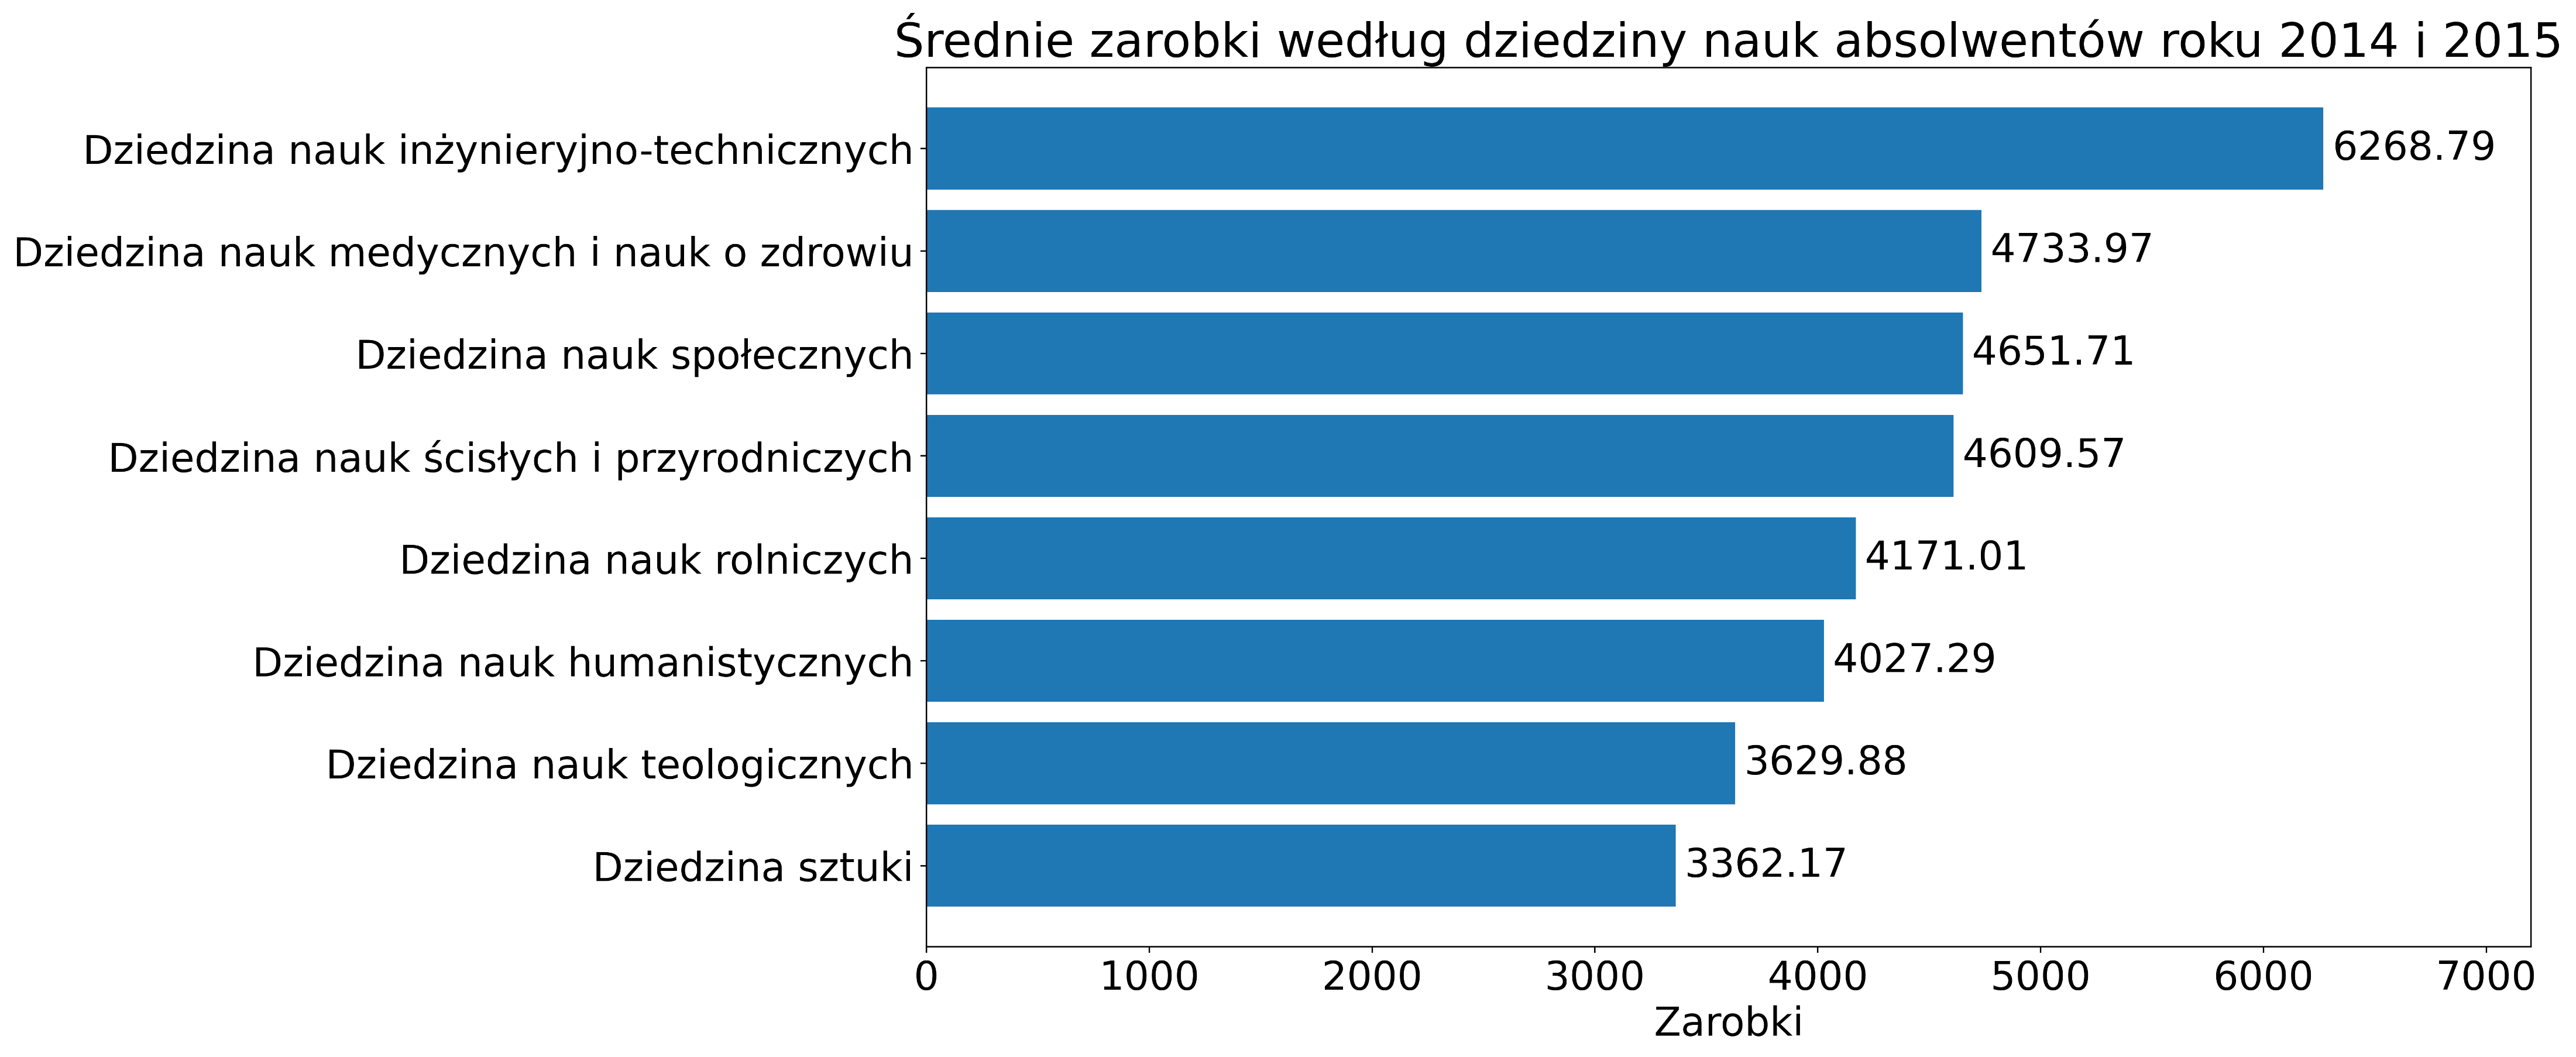 Średnie zarobki według dziedziny nauk absolwentów roku 2014 i 2015
Dziedzina nauk inżynieryjno-technicznych 6268.79
Dziedzina nauk medycznych i nauk o zdrowiu 4733.97
Dziedzina nauk społecznych 4651.71
Dziedzina nauk ścisłych i przyrodniczych 4609.57
Dziedzina nauk rolniczych 4171.01
Dziedzina nauk humanistycznych 4027.29
Dziedzina nauk teologicznych 3629.88
Dziedzina sztuki 3362.17
0 1000 2000 3000 4000 5000 6000 7000
Zarobki